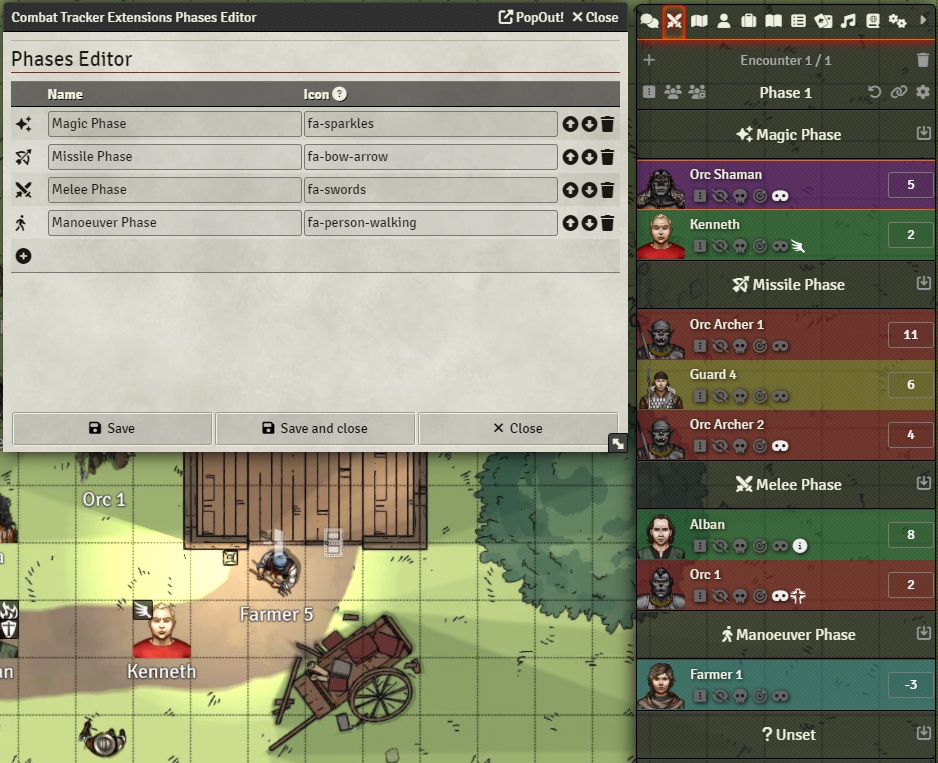 Combat Tracker Extensions Phases Editor
PopOut!
Close
Phases Editor
Name
Icon
Magic Phase
fa-sparkles
Missile Phase
fa-bow-arrow
Melee Phase
fa-swords
Manoeuver Phase
fa-person-walking
Save
Save and close
Close
Orc 1
Farmer 5
Kenneth
Encounter 1 / 1
Phase 1
Magic Phase
Orc Shaman
5
Kenneth
2
Missile Phase
Orc Archer 1
11
Guard 4
6
Orc Archer 2
4
Melee Phase
Alban
8
Orc 1
2
Manoeuver Phase
Farmer 1
-3
? Unset